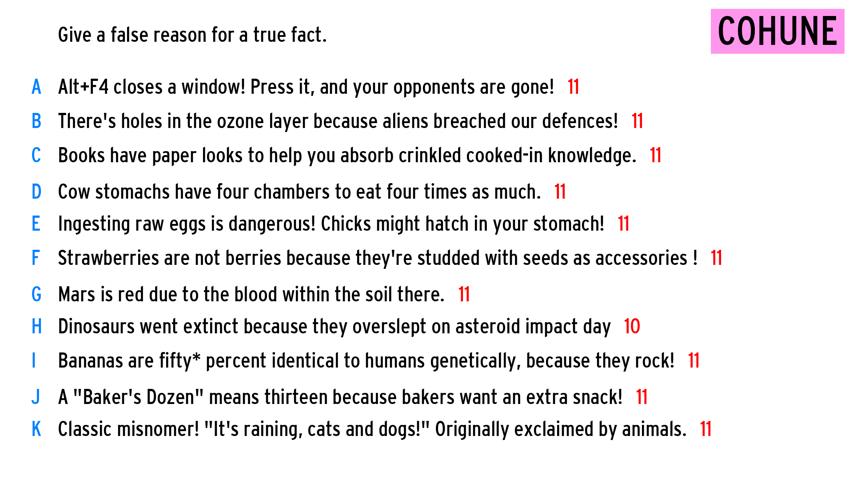 Give a false reason for a true fact.
COHUNE
A Alt+F4 closes a window! Press it, and your opponents are gone! 11
B There's holes in the ozone layer because aliens breached our defences! 11
C Books have paper looks to help you absorb crinkled cooked-in knowledge. 11
D Cow stomachs have four chambers to eat four times as much. 11
E Ingesting raw eggs is dangerous! Chicks might hatch in your stomach! 11
F Strawberries are not berries because they're studded with seeds as accessories ! 11
G Mars is red due to the blood within the soil there. 11
H Dinosaurs went extinct because they overslept on asteroid impact day 10
I Bananas are fifty* percent identical to humans genetically, because they rock! 11
J A "Baker's Dozen" means thirteen because bakers want an extra snack! 11
K Classic misnomer! "It's raining, cats and dogs!" Originally exclaimed by animals. 11